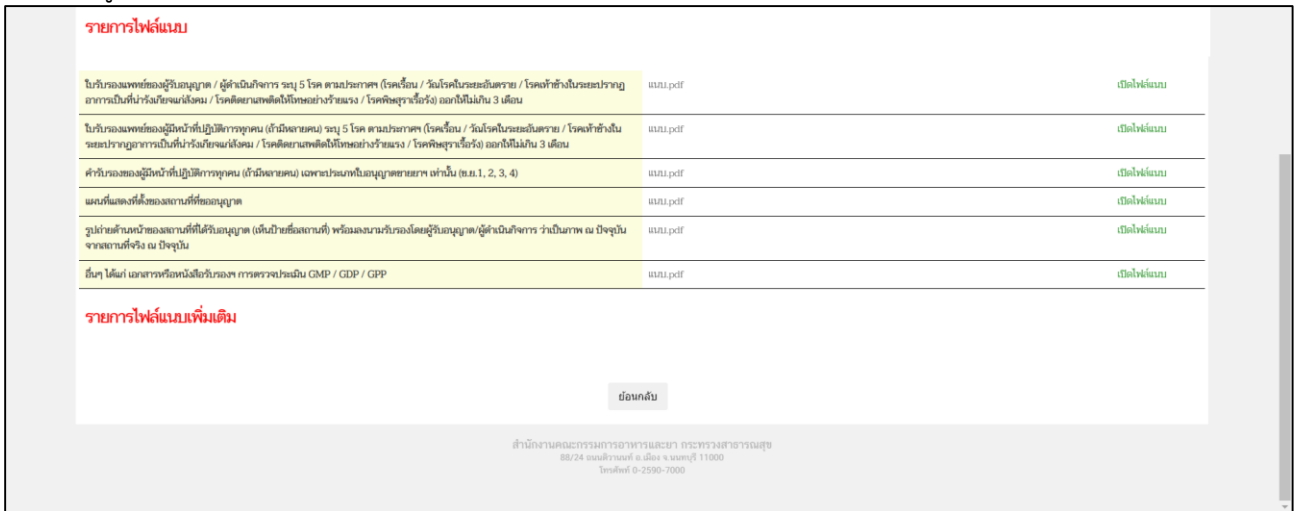 รายการไฟล์แนบ
ใบรับรองแพทย์ของผู้รับอนุญาต / ผู้ดำเนินกิจการ ระบุ 5 โรค ตามประกาศฯ (โรคเรื้อน / วัณโรคในระยะอันตราย / โรคเท้าช้างในระยะปรากฏ แนบ.pdf เปิดไฟล์แนบ
อาการเป็นที่น่ารังเกียจแก่สังคม / โรคติดยาเสพติดให้โทษอย่างร้ายแรง / โรคพิษสุราเรื้อรัง) ออกให้ไม่เกิน 3 เดือน
ใบรับรองแพทย์ของผู้มีหน้าที่ปฏิบัติการทุกคน (ถ้ามีหลายคน) ระบุ 5 โรค ตามประกาศฯ (โรคเรื้อน / วัณโรคในระยะอันตราย / โรคเท้าช้างใน แนบ.pdf เปิดไฟล์แนบ
ระยะปรากฏอาการเป็นที่น่ารังเกียจแก่สังคม / โรคติดยาเสพติดให้โทษอย่างร้ายแรง / โรคพิษสุราเรื้อรัง) ออกให้ไม่เกิน 3 เดือน
คำรับรองของผู้มีหน้าที่ปฏิบัติการทุกคน (ถ้ามีหลายคน) เฉพาะประเภทใบอนุญาตขายยาฯ เท่านั้น (ข.ย.1, 2, 3, 4) แนบ.pdf เปิดไฟล์แนบ
แผนที่แสดงที่ตั้งของสถานที่ที่ขออนุญาต แนบ.pdf เปิดไฟล์แนบ
รูปถ่ายด้านหน้าของสถานที่ที่ได้รับอนุญาต (เห็นป้ายชื่อสถานที่) พร้อมลงนามรับรองโดยผู้รับอนุญาต/ผู้ดำเนินกิจการ ว่าเป็นภาพ ณ ปัจจุบัน แนบ.pdf เปิดไฟล์แนบ
จากสถานที่จริง ณ ปัจจุบัน
อื่นๆ ได้แก่ เอกสารหรือหนังสือรับรองฯ การตรวจประเมิน GMP / GDP / GPP แนบ.pdf เปิดไฟล์แนบ
รายการไฟล์แนบเพิ่มเติม
ย้อนกลับ
สำนักงานคณะกรรมการอาหารและยา กระทรวงสาธารณสุข
88/24 ถนนติวานนท์ อ.เมือง จ.นนทบุรี 11000
โทรศัพท์ 0-2590-7000